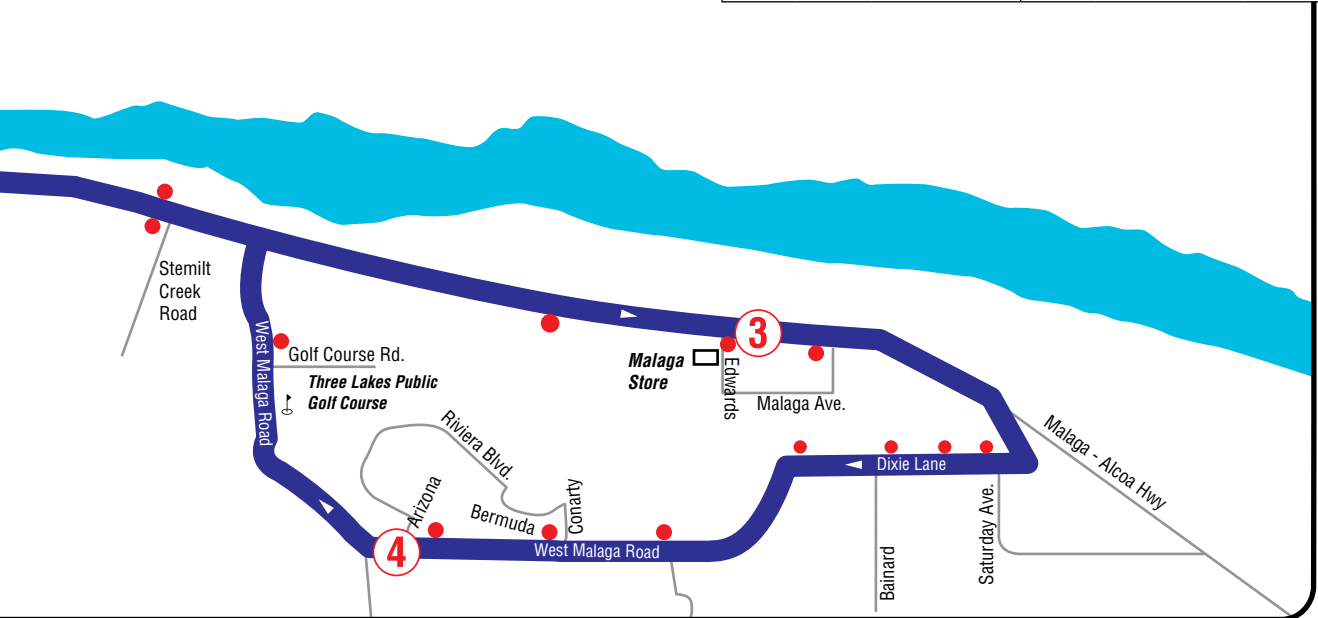 Stemilt
Creek
Road
West Malaga Road
Golf Course Rd.
Three Lakes Public
Golf Course
3
Malaga
Store
Edwards
Malaga Ave.
Riviera Blvd.
Arizona
Bermuda
Conarty
4
West Malaga Road
Dixie Lane
Bainard
Saturday Ave.
Malaga - Alcoa Hwy